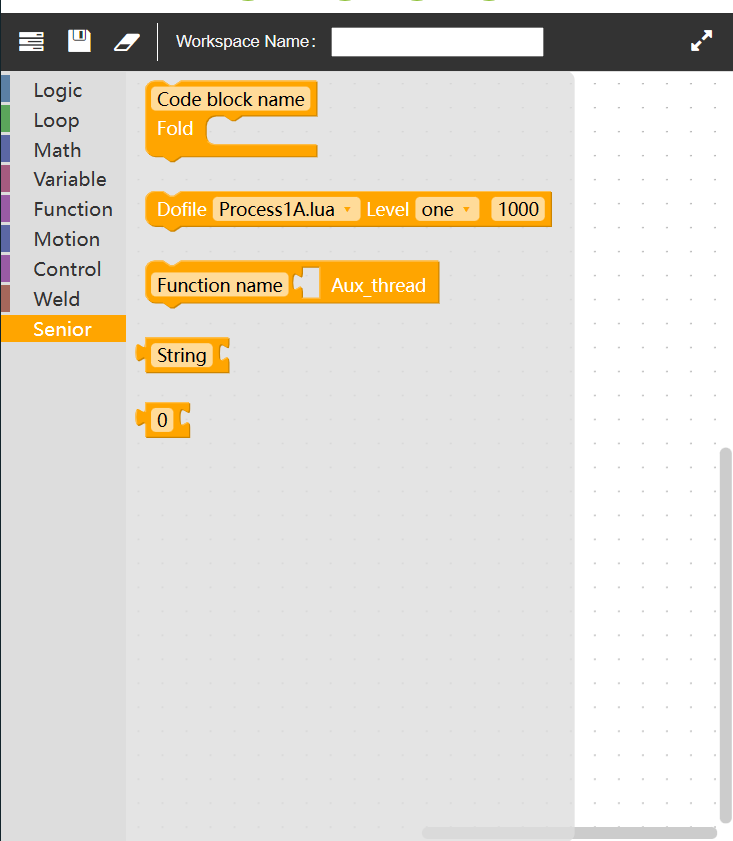 Workspace Name:
Logic
Loop
Math
Variable
Function
Motion
Control
Weld
Senior
Code block name
Fold
Dofile Process1A.lua Level one 1000
Function name Aux_thread
String
0